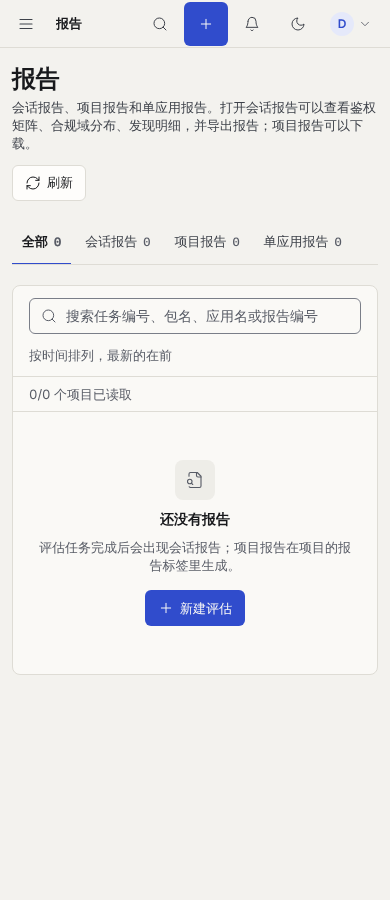 报告
D
报告
会话报告、项目报告和单应用报告。打开会话报告可以查看鉴权
矩阵、合规域分布、发现明细，并导出报告；项目报告可以下
载。
刷新
全部 0 会话报告 0 项目报告 0 单应用报告 0
搜索任务编号、包名、应用名或报告编号
按时间排列，最新的在前
0/0 个项目已读取
还没有报告
评估任务完成后会出现会话报告；项目报告在项目的报
告标签里生成。
新建评估